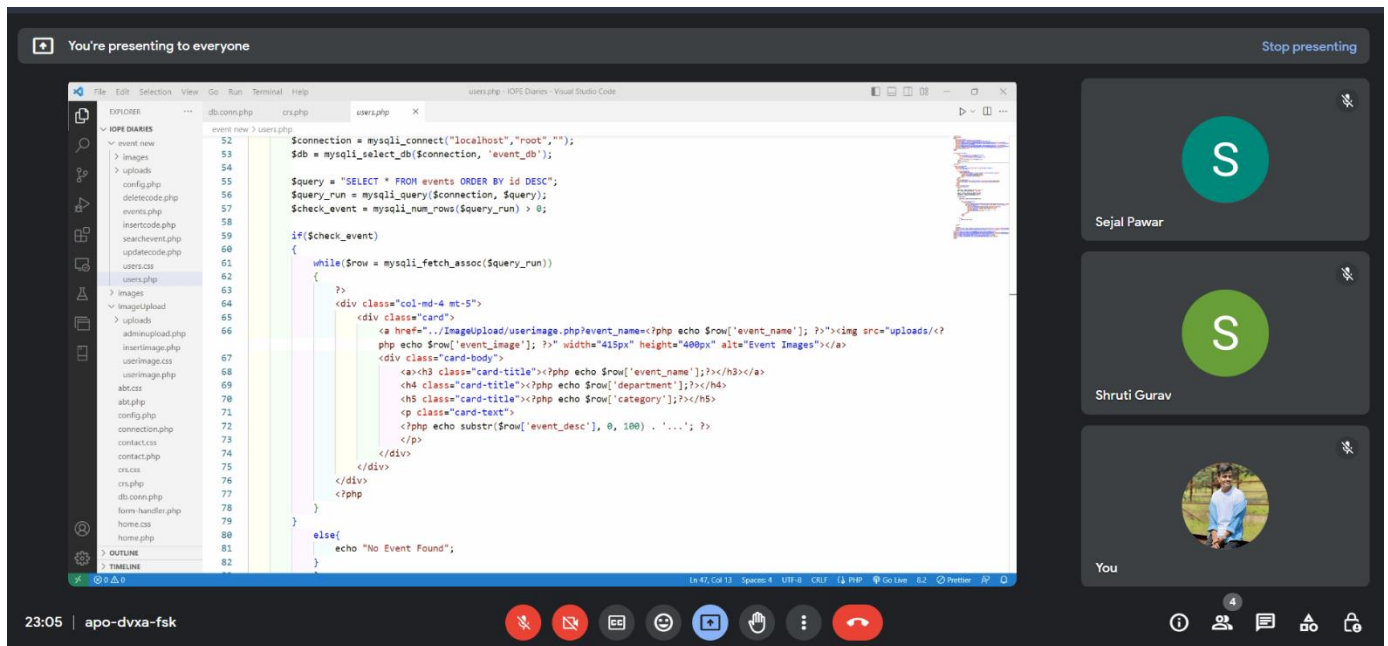 You're presenting to everyone
Stop presenting
File Edit Selection View Go Run Terminal Help
users.php - IOPE Diaries - Visual Studio Code
EXPLORER ...
IOPE DIARIES
event new
images
uploads
config.php
deletecode.php
events.php
insertcode.php
searchevent.php
updatecode.php
users.css
users.php
images
ImageUpload
uploads
adminupload.php
insertimage.php
userimage.css
userimage.php
abt.css
abt.php
config.php
connection.php
contact.css
contact.php
crs.css
crs.php
db.conn.php
form-handler.php
home.css
home.php
OUTLINE
TIMELINE
db.conn.php crs.php users.php ×
event new > users.php
52 $connection = mysqli_connect("localhost","root","");
53 $db = mysqli_select_db($connection, 'event_db');
54
55 $query = "SELECT * FROM events ORDER BY id DESC";
56 $query_run = mysqli_query($connection, $query);
57 $check_event = mysqli_num_rows($query_run) > 0;
58
59 if($check_event)
60 {
61 while($row = mysqli_fetch_assoc($query_run))
62 {
63 ?>
64 <div class="col-md-4 mt-5">
65 <div class="card">
66 <a href="../ImageUpload/userimage.php?event_name=<?php echo $row['event_name']; ?>"><img src="uploads/<?
php echo $row['event_image']; ?>" width="415px" height="400px" alt="Event Images"></a>
67 <div class="card-body">
68 <a><h3 class="card-title"><?php echo $row['event_name'];?></h3></a>
69 <h4 class="card-title"><?php echo $row['department'];?></h4>
70 <h5 class="card-title"><?php echo $row['category'];?></h5>
71 <p class="card-text">
72 <?php echo substr($row['event_desc'], 0, 100) . '...'; ?>
73 </p>
74 </div>
75 </div>
76 </div>
77 <?php
78 }
79 }
80 else{
81 echo "No Event Found";
82 }
0 0 Ln 47, Col 13 Spaces: 4 UTF-8 CRLF PHP Go Live 8.2 Prettier
S
Sejal Pawar
S
Shruti Gurav
You
23:05 | apo-dvxa-fsk
CC
4